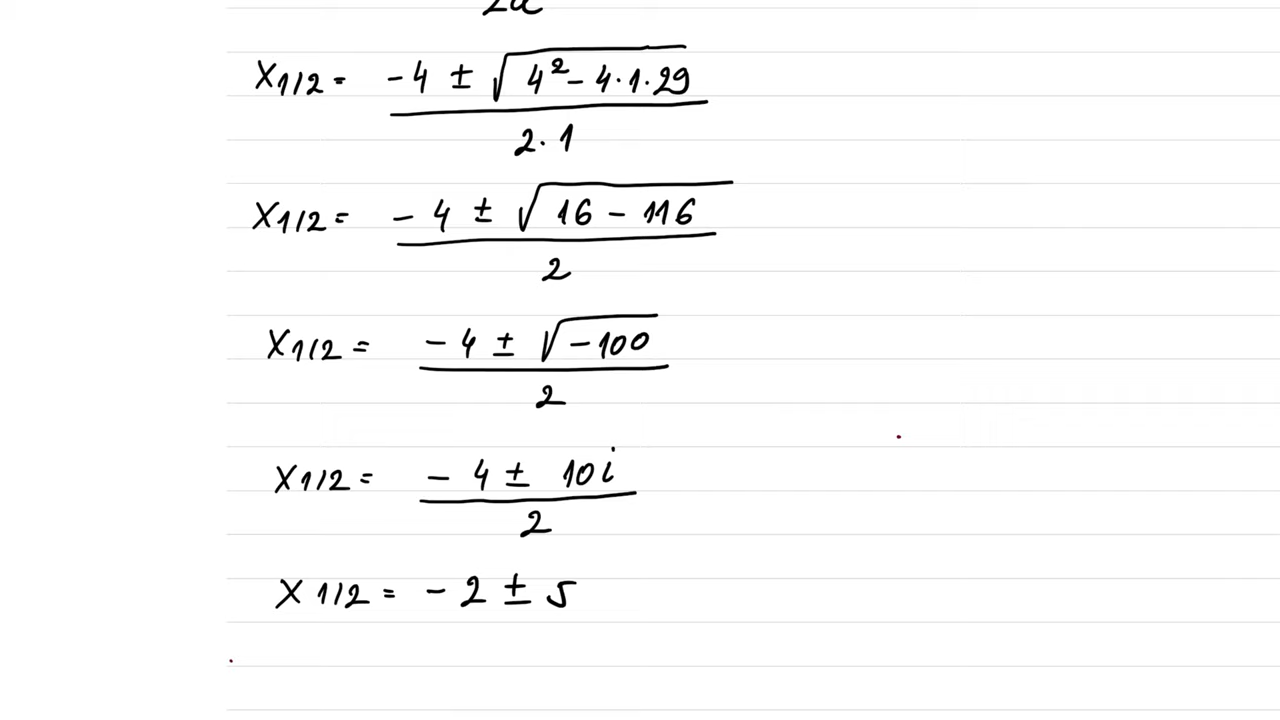 2a
X1/2 = -4 ± √4² - 4·1·29
2·1
X1/2 = -4 ± √16 - 116
2
X1/2 = -4 ± √-100
2
X1/2 = -4 ± 10i
2
X1/2 = -2 ± 5